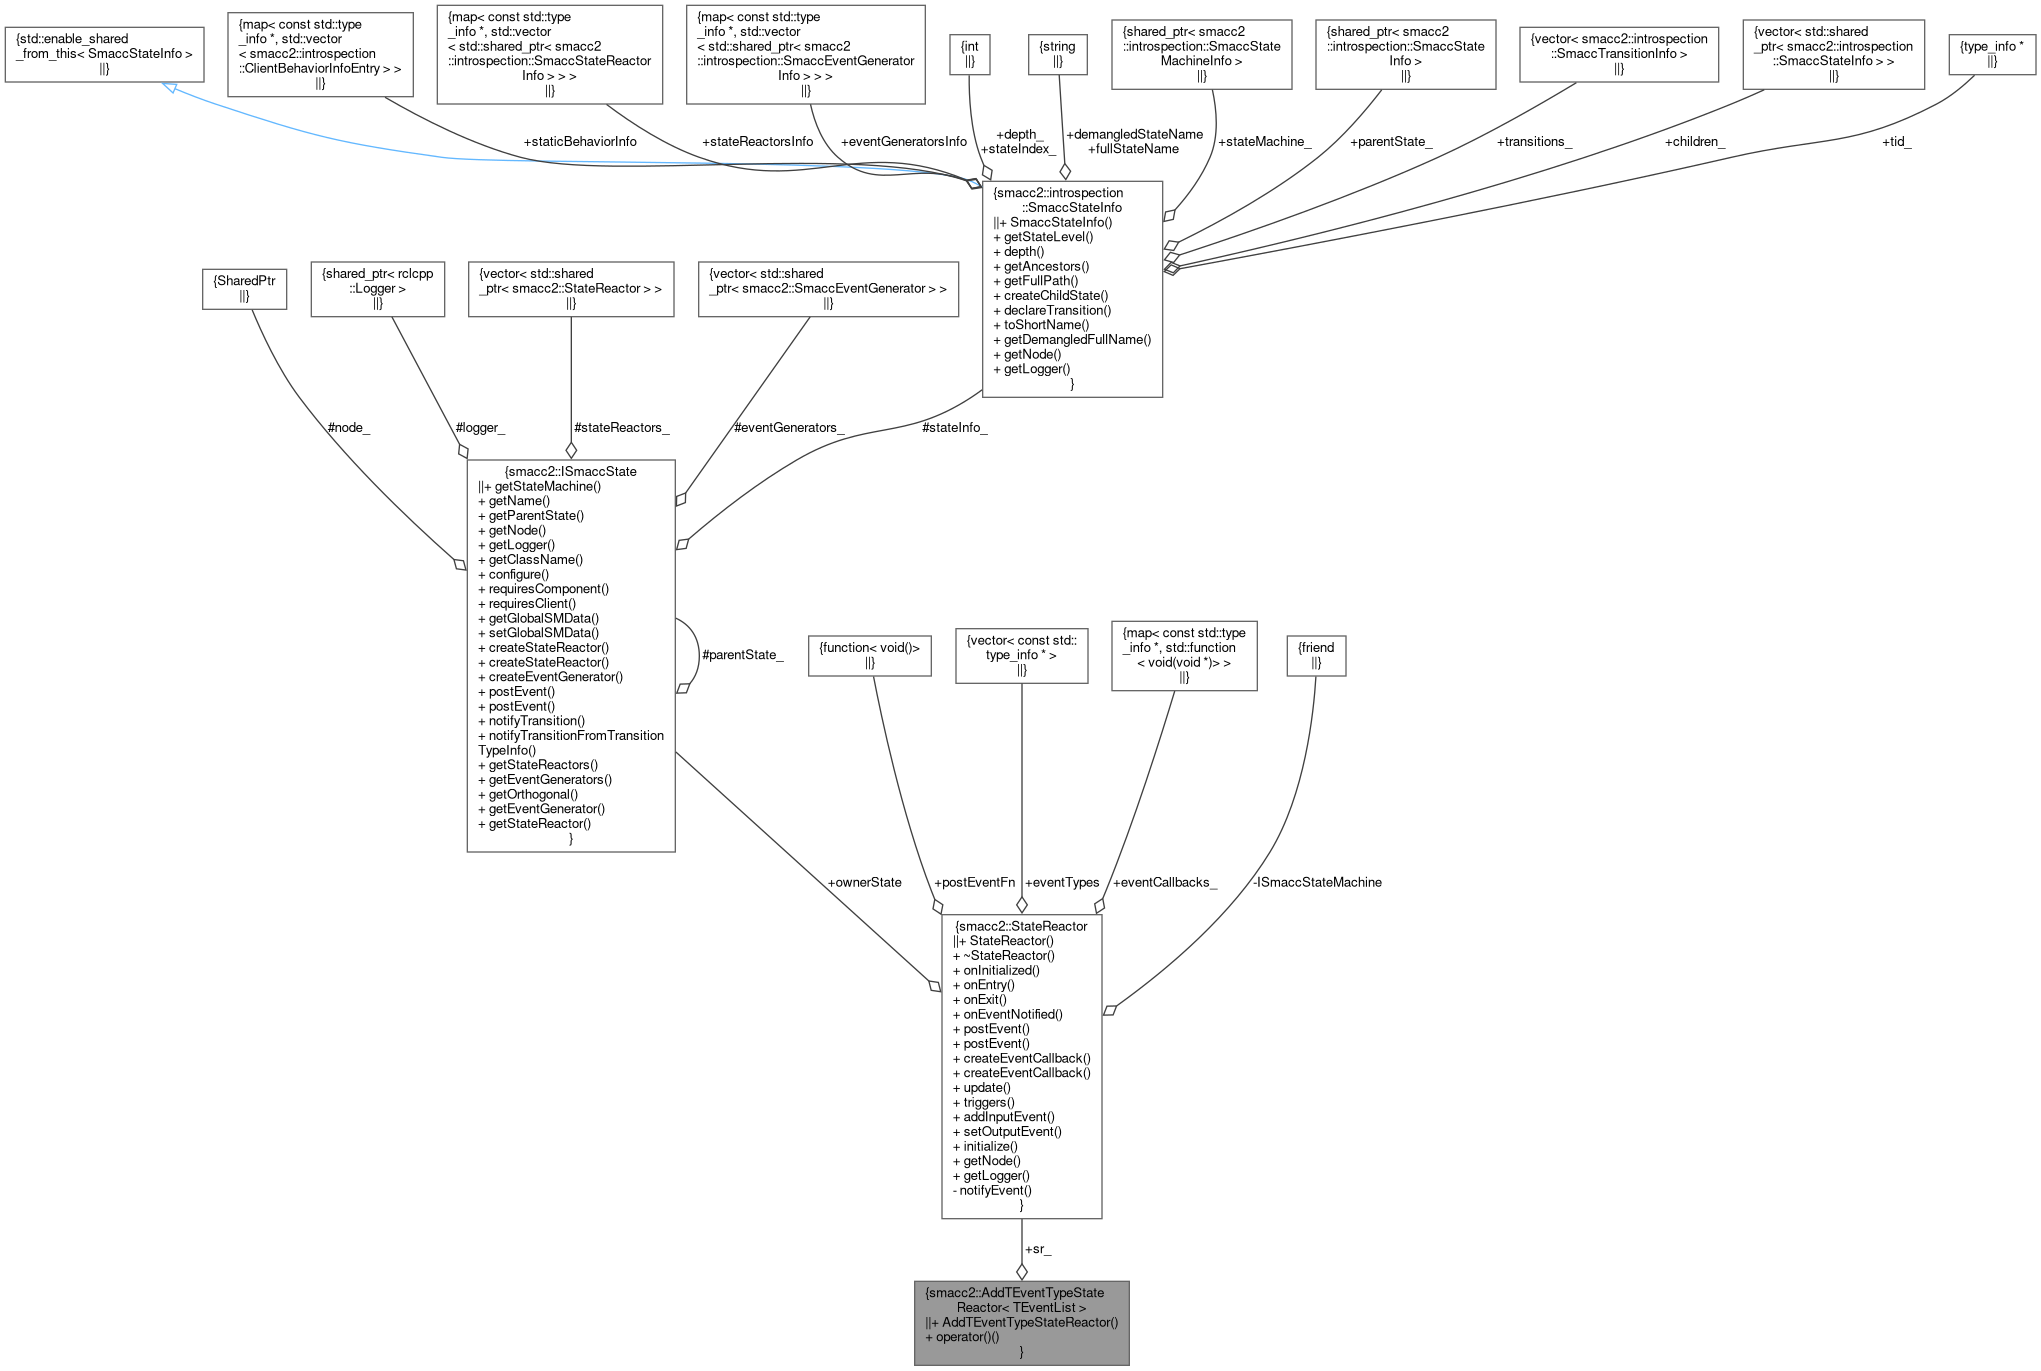 {std::enable_shared
_from_this< SmaccStateInfo >
||}
{map< const std::type
_info *, std::vector
< smacc2::introspection
::ClientBehaviorInfoEntry > >
||}
{map< const std::type
_info *, std::vector
< std::shared_ptr< smacc2
::introspection::SmaccStateReactor
Info > > >
||}
{map< const std::type
_info *, std::vector
< std::shared_ptr< smacc2
::introspection::SmaccEventGenerator
Info > > >
||}
{int
||}
{string
||}
{shared_ptr< smacc2
::introspection::SmaccState
MachineInfo >
||}
{shared_ptr< smacc2
::introspection::SmaccState
Info >
||}
{vector< smacc2::introspection
::SmaccTransitionInfo >
||}
{vector< std::shared
_ptr< smacc2::introspection
::SmaccStateInfo > >
||}
{type_info *
||}
+staticBehaviorInfo
+stateReactorsInfo
+eventGeneratorsInfo
+depth_
+stateIndex_
+demangledStateName
+fullStateName
+stateMachine_
+parentState_
+transitions_
+children_
+tid_
{smacc2::introspection
::SmaccStateInfo
||+ SmaccStateInfo()
+ getStateLevel()
+ depth()
+ getAncestors()
+ getFullPath()
+ createChildState()
+ declareTransition()
+ toShortName()
+ getDemangledFullName()
+ getNode()
+ getLogger()
}
{SharedPtr
||}
{shared_ptr< rclcpp
::Logger >
||}
{vector< std::shared
_ptr< smacc2::StateReactor > >
||}
{vector< std::shared
_ptr< smacc2::SmaccEventGenerator > >
||}
#node_
#logger_
#stateReactors_
#eventGenerators_
#stateInfo_
{smacc2::ISmaccState
||+ getStateMachine()
+ getName()
+ getParentState()
+ getNode()
+ getLogger()
+ getClassName()
+ configure()
+ requiresComponent()
+ requiresClient()
+ getGlobalSMData()
+ setGlobalSMData()
+ createStateReactor()
+ createStateReactor()
+ createEventGenerator()
+ postEvent()
+ postEvent()
+ notifyTransition()
+ notifyTransitionFromTransition
TypeInfo()
+ getStateReactors()
+ getEventGenerators()
+ getOrthogonal()
+ getEventGenerator()
+ getStateReactor()
}
#parentState_
{function< void()>
||}
{vector< const std::
type_info * >
||}
{map< const std::type
_info *, std::function
< void(void *)> >
||}
{friend
||}
+ownerState
+postEventFn
+eventTypes
+eventCallbacks_
-ISmaccStateMachine
{smacc2::StateReactor
||+ StateReactor()
+ ~StateReactor()
+ onInitialized()
+ onEntry()
+ onExit()
+ onEventNotified()
+ postEvent()
+ postEvent()
+ createEventCallback()
+ createEventCallback()
+ update()
+ triggers()
+ addInputEvent()
+ setOutputEvent()
+ initialize()
+ getNode()
+ getLogger()
- notifyEvent()
}
+sr_
{smacc2::AddTEventTypeState
Reactor< TEventList >
||+ AddTEventTypeStateReactor()
+ operator()()
}